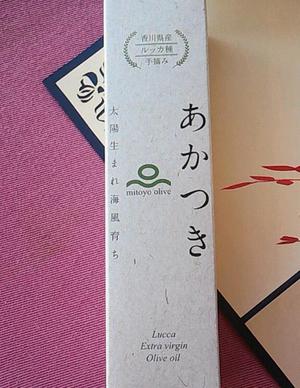 香川県産
ルッカ種
手摘み
あかつき
太陽生まれ海風育ち
mitoyo olive
Lucca
Extra virgin
Olive oil